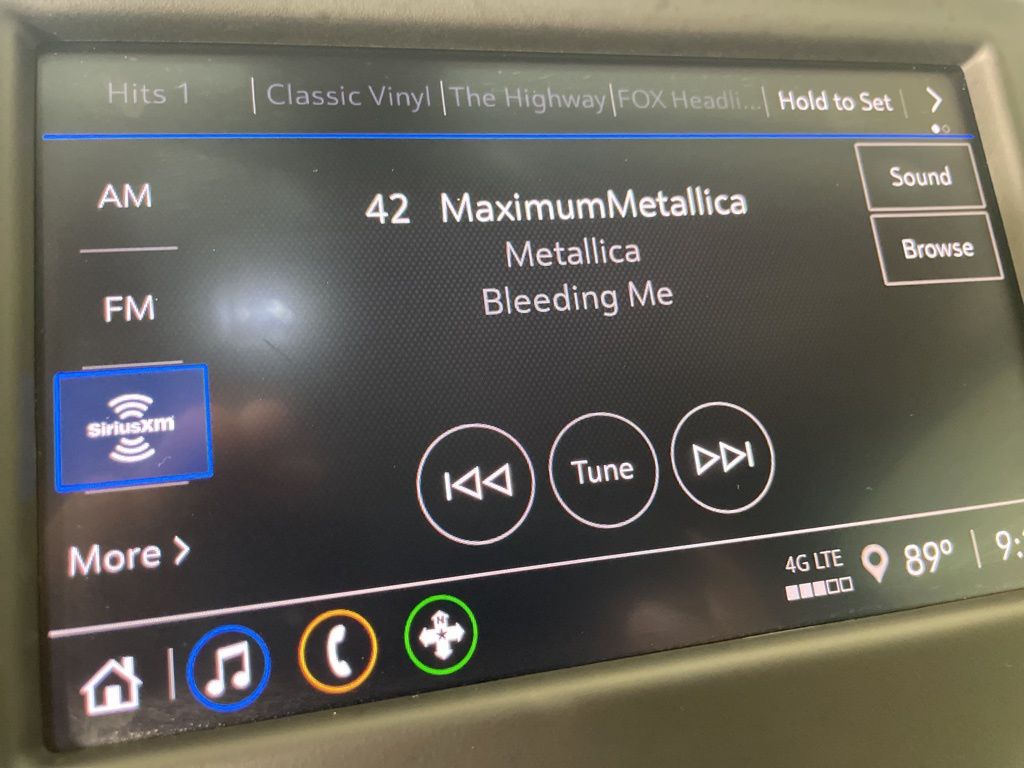 Hits 1 | Classic Vinyl | The Highway | FOX Headli... | Hold to Set
Sound
AM
42 MaximumMetallica
Metallica
Browse
FM
Bleeding Me
SiriusXM
Tune
More
4G LTE
89°
9:
N